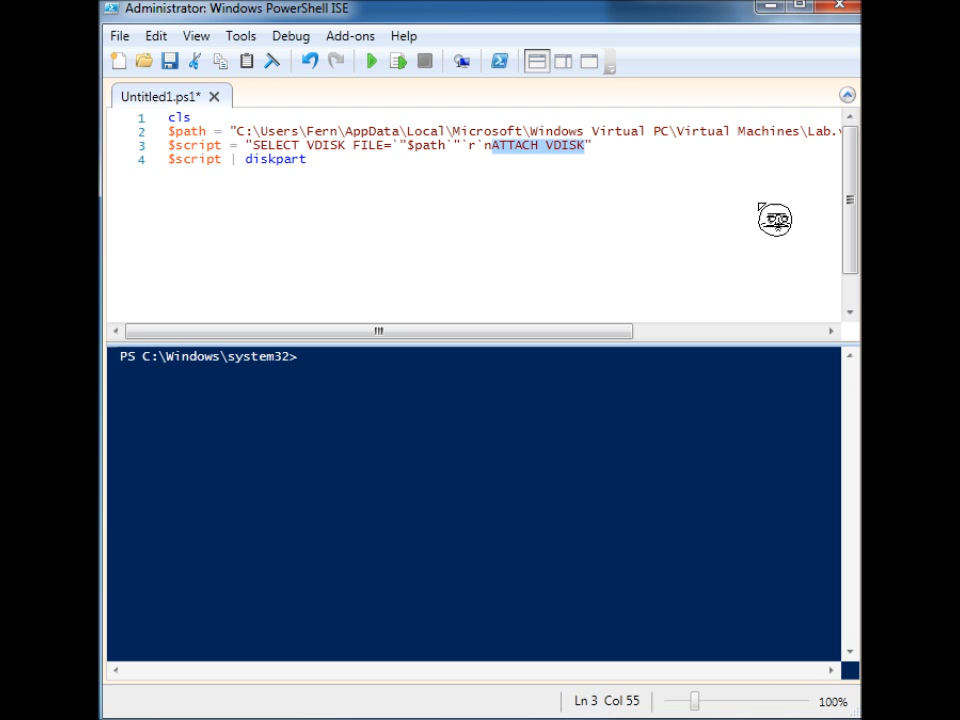 Administrator: Windows PowerShell ISE
File Edit View Tools Debug Add-ons Help
Untitled1.ps1* X
1 cls
2 $path = "C:\Users\Fern\AppData\Local\Microsoft\Windows Virtual PC\Virtual Machines\Lab.v
3 $script = "SELECT VDISK FILE=`"$path`"`r`nATTACH VDISK"
4 $script | diskpart
PS C:\Windows\system32>
Ln 3 Col 55 100%